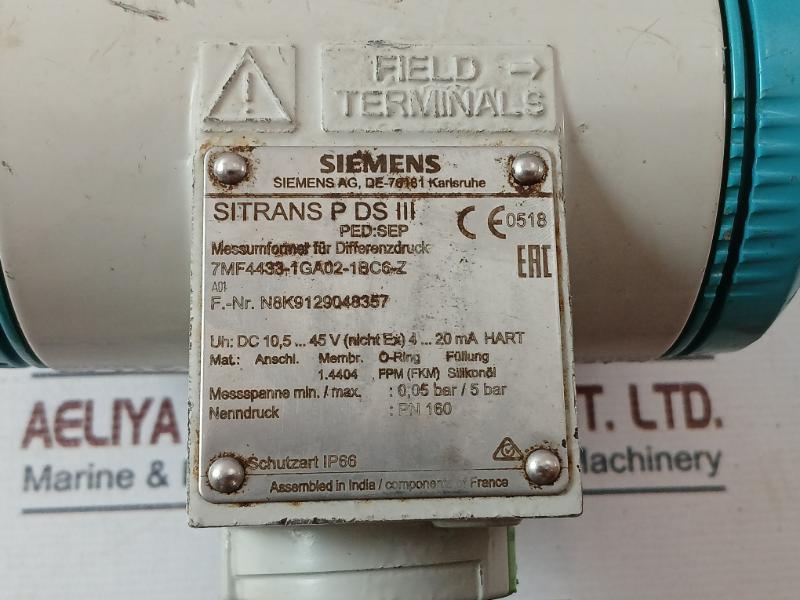 FIELD →
TERMINALS
SIEMENS
SIEMENS AG, DE-76181 Karlsruhe
SITRANS P DS III
PED:SEP
CE 0518
Messumformer für Differenzdruck
7MF4433-1GA02-1BC6-Z
EAC
A01
F.-Nr. N8K9129048357
Uh: DC 10,5 ... 45 V (nicht Ex) 4 ... 20 mA HART
Mat.: Anschl. Membr. O-Ring Füllung
1.4404 FPM (FKM) Silikonöl
Messspanne min. / max. : 0,05 bar / 5 bar
Nenndruck : PN 160
Schutzart IP66
Assembled in India / components of France
AELIYA T. LTD.
Marine & Machinery